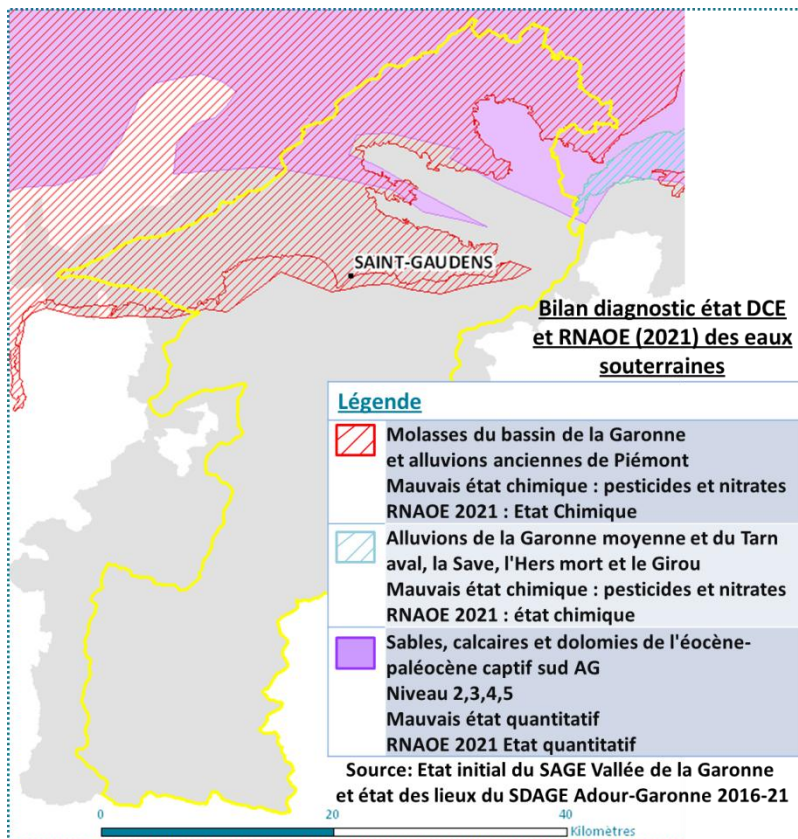 SAINT-GAUDENS
Bilan diagnostic état DCE
et RNAOE (2021) des eaux
souterraines
Légende
Molasses du bassin de la Garonne
et alluvions anciennes de Piémont
Mauvais état chimique : pesticides et nitrates
RNAOE 2021 : Etat Chimique
Alluvions de la Garonne moyenne et du Tarn
aval, la Save, l'Hers mort et le Girou
Mauvais état chimique : pesticides et nitrates
RNAOE 2021 : état chimique
Sables, calcaires et dolomies de l'éocène-
paléocène captif sud AG
Niveau 2,3,4,5
Mauvais état quantitatif
RNAOE 2021 Etat quantitatif
Source: Etat initial du SAGE Vallée de la Garonne
et état des lieux du SDAGE Adour-Garonne 2016-21
0 20 40
Kilomètres